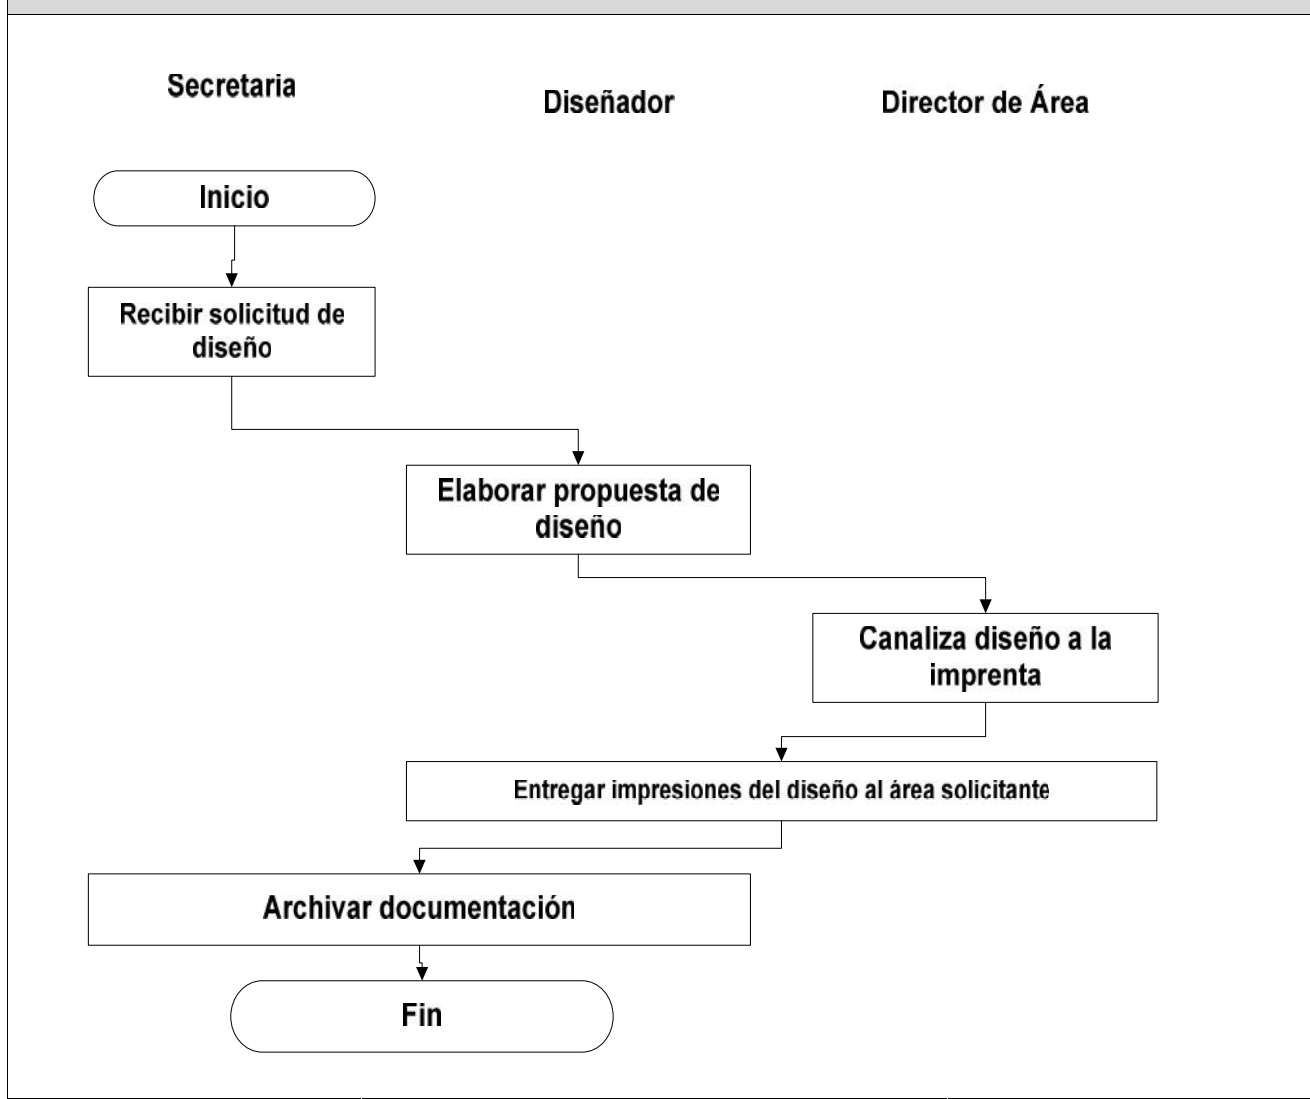 Secretaria
Diseñador
Director de Área
Inicio
Recibir solicitud de
diseño
Elaborar propuesta de
diseño
Canaliza diseño a la
imprenta
Entregar impresiones del diseño al área solicitante
Archivar documentación
Fin